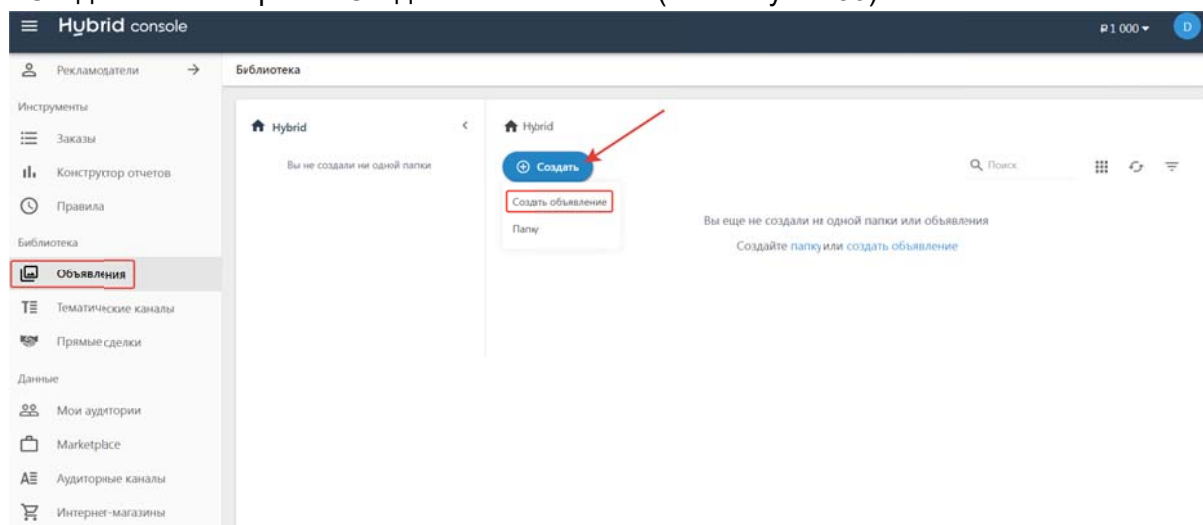 Hybrid console
₽1 000
D
Рекламодатели
Библиотека
Инструменты
Заказы
Конструктор отчетов
Правила
Библиотека
Объявления
Тематические каналы
Прямые сделки
Данные
Мои аудитории
Marketplace
Аудиторные каналы
Интернет-магазины
Hybrid
Вы не создали ни одной папки
Hybrid
Создать
Поиск
Создать объявление
Папку
Вы еще не создали ни одной папки или объявления
Создайте папку или создать объявление